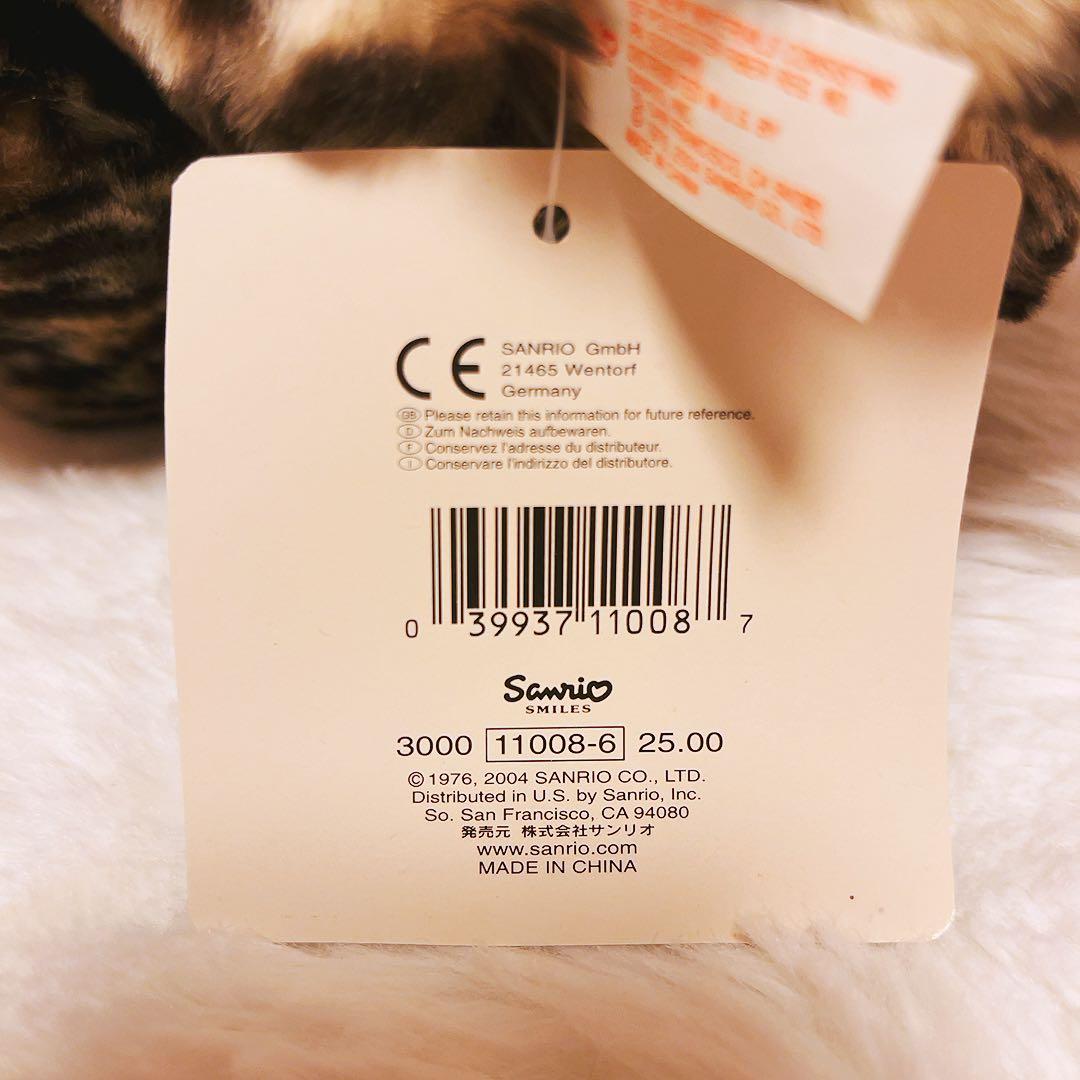 SANRIO GmbH
21465 Wentorf
Germany
GB Please retain this information for future reference.
D Zum Nachweis aufbewaren.
F Conservez l'adresse du distributeur.
I Conservare l'indirizzo del distributore.
0 39937 11008 7
Sanrio
SMILES
3000 11008-6 25.00
© 1976, 2004 SANRIO CO., LTD.
Distributed in U.S. by Sanrio, Inc.
So. San Francisco, CA 94080
発売元 株式会社サンリオ
www.sanrio.com
MADE IN CHINA